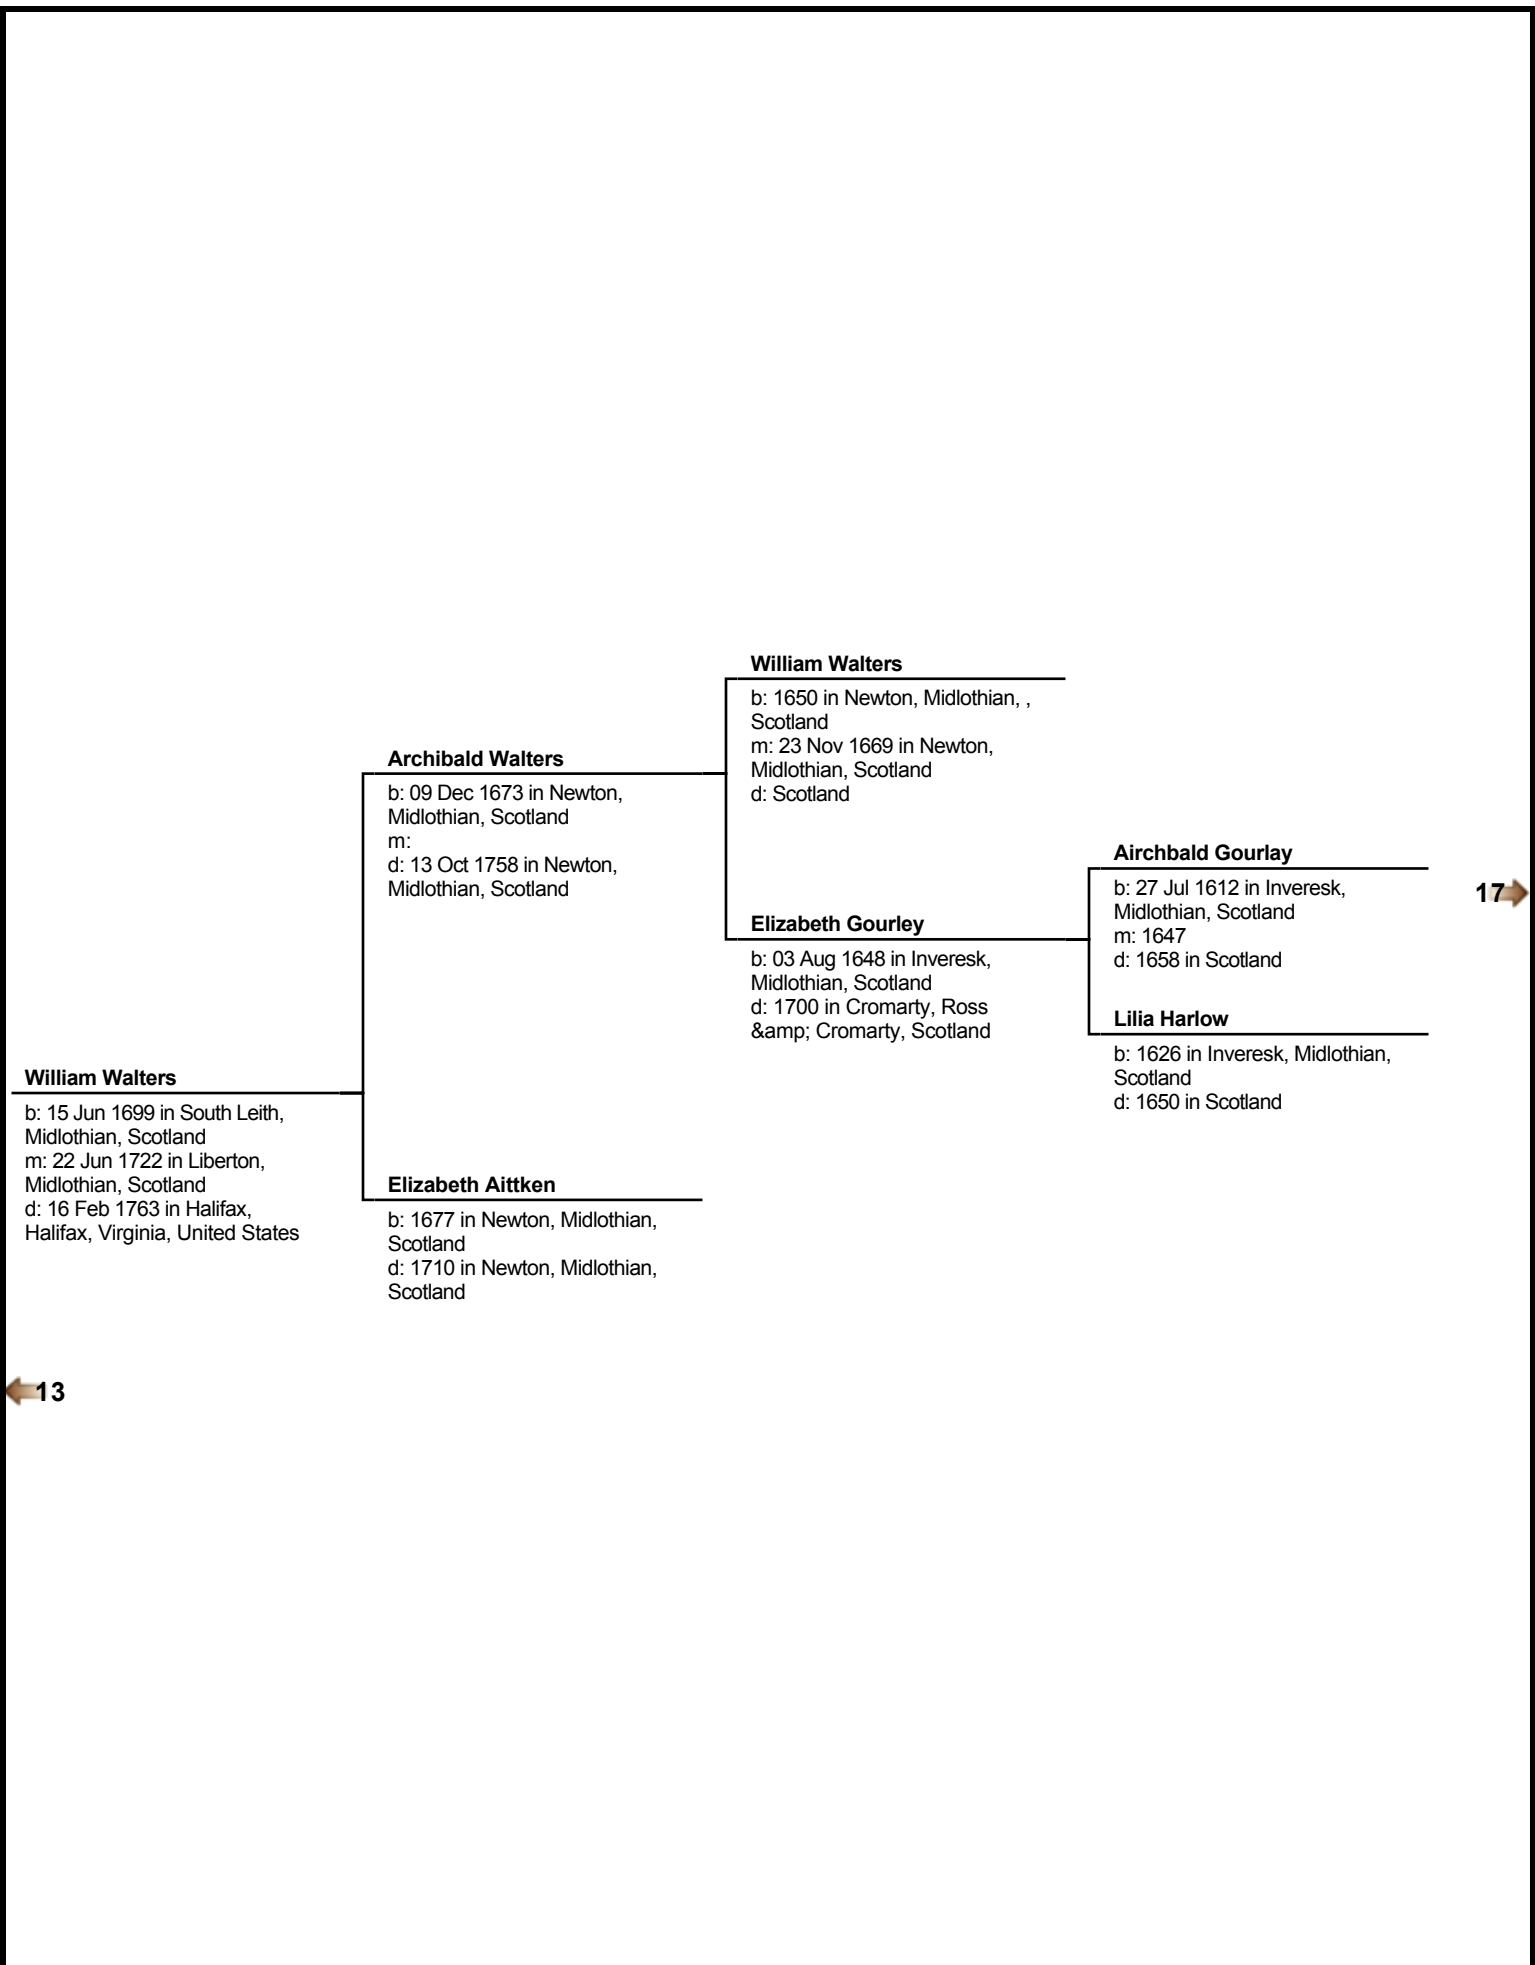 William Walters
b: 1650 in Newton, Midlothian, ,
Scotland
m: 23 Nov 1669 in Newton,
Midlothian, Scotland
d: Scotland
Archibald Walters
b: 09 Dec 1673 in Newton,
Midlothian, Scotland
m:
d: 13 Oct 1758 in Newton,
Midlothian, Scotland
Airchbald Gourlay
b: 27 Jul 1612 in Inveresk,
Midlothian, Scotland
m: 1647
d: 1658 in Scotland
17
Elizabeth Gourley
b: 03 Aug 1648 in Inveresk,
Midlothian, Scotland
d: 1700 in Cromarty, Ross
&amp; Cromarty, Scotland
Lilia Harlow
b: 1626 in Inveresk, Midlothian,
Scotland
d: 1650 in Scotland
William Walters
b: 15 Jun 1699 in South Leith,
Midlothian, Scotland
m: 22 Jun 1722 in Liberton,
Midlothian, Scotland
d: 16 Feb 1763 in Halifax,
Halifax, Virginia, United States
Elizabeth Aittken
b: 1677 in Newton, Midlothian,
Scotland
d: 1710 in Newton, Midlothian,
Scotland
13